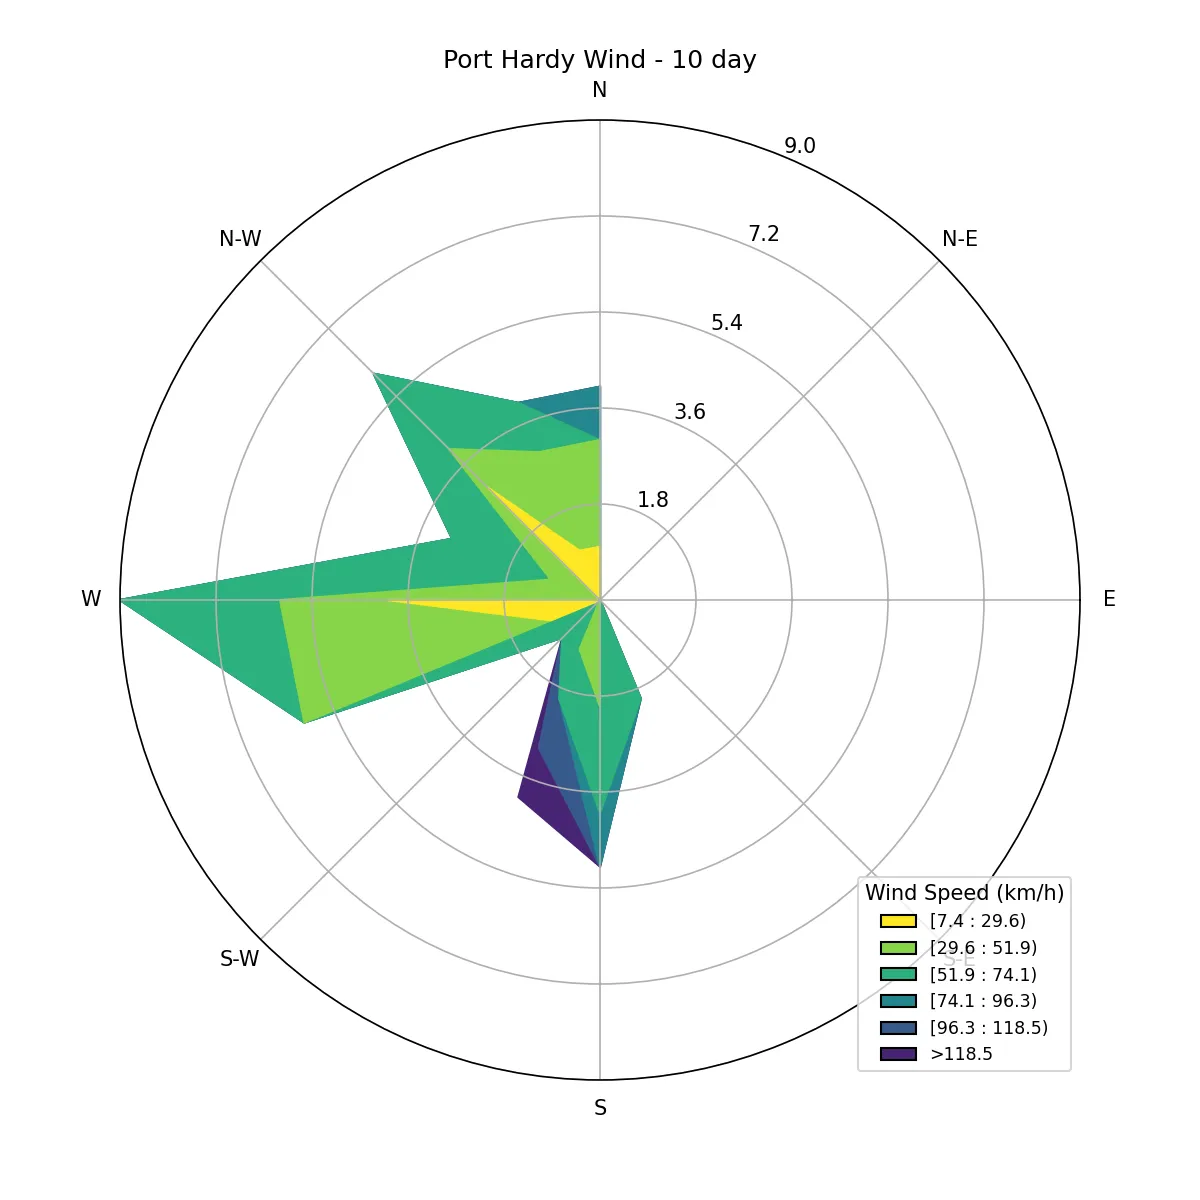 Port Hardy Wind - 10 day
N
9.0
N-W
N-E
7.2
5.4
3.6
1.8
W
E
S-W
S-E
S
Wind Speed (km/h)
[7.4 : 29.6)
[29.6 : 51.9)
[51.9 : 74.1)
[74.1 : 96.3)
[96.3 : 118.5)
>118.5